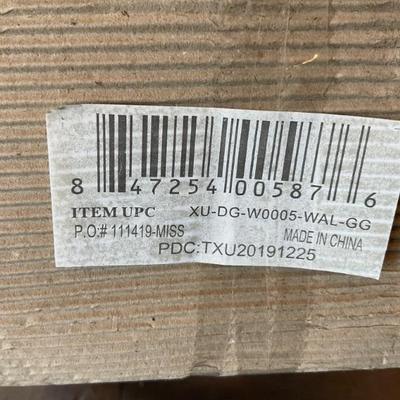 8 47254 00587 6
ITEM UPC XU-DG-W0005-WAL-GG
P.O.# 111419-MISS MADE IN CHINA
PDC:TXU20191225